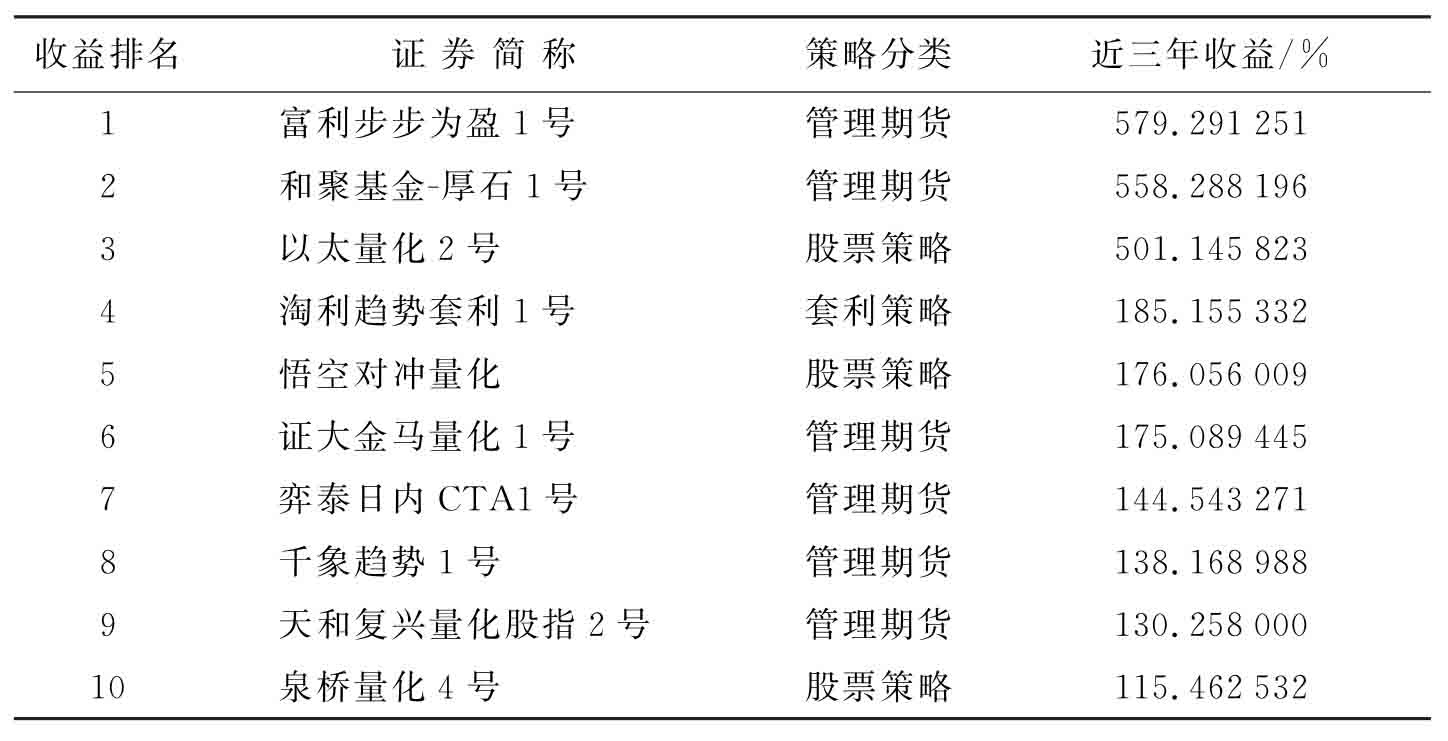 收益排名 证券简称 策略分类 近三年收益/%
1 富利步步为盈1号 管理期货 579.291 251
2 和聚基金-厚石1号 管理期货 558.288 196
3 以太量化2号 股票策略 501.145 823
4 淘利趋势套利1号 套利策略 185.155 332
5 悟空对冲量化 股票策略 176.056 009
6 证大金马量化1号 管理期货 175.089 445
7 弈泰日内CTA1号 管理期货 144.543 271
8 千象趋势1号 管理期货 138.168 988
9 天和复兴量化股指2号 管理期货 130.258 000
10 泉桥量化4号 股票策略 115.462 532